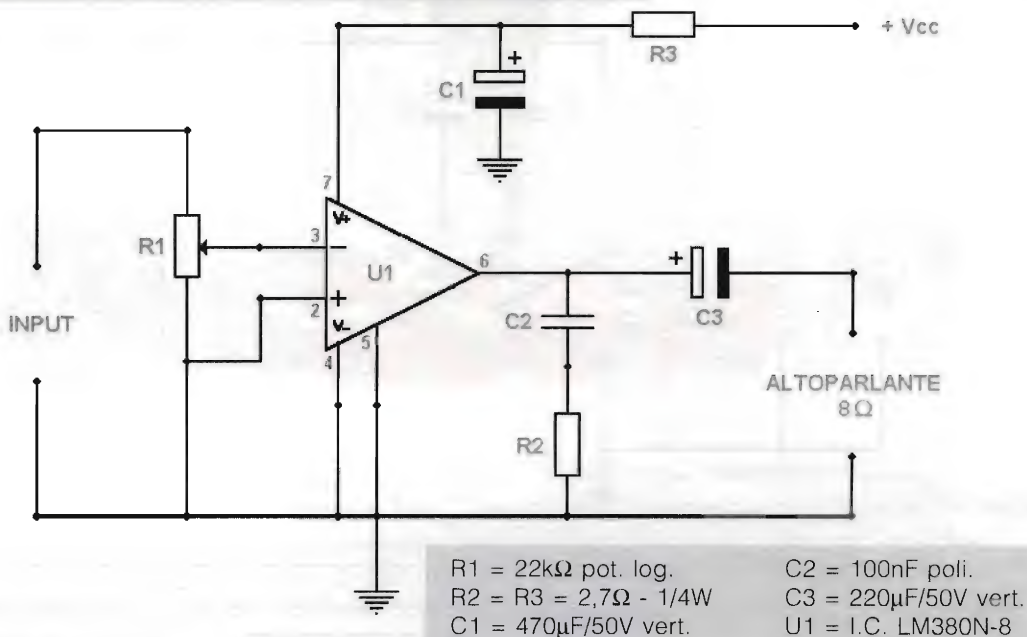 + Vcc
R3
+
C1
7
V+
3
−
R1
U1
6
+
+
2
V−
4
5
C2
C3
INPUT
ALTOPARLANTE
8Ω
R2
R1 = 22kΩ pot. log.
R2 = R3 = 2,7Ω - 1/4W
C1 = 470µF/50V vert.
C2 = 100nF poli.
C3 = 220µF/50V vert.
U1 = I.C. LM380N-8